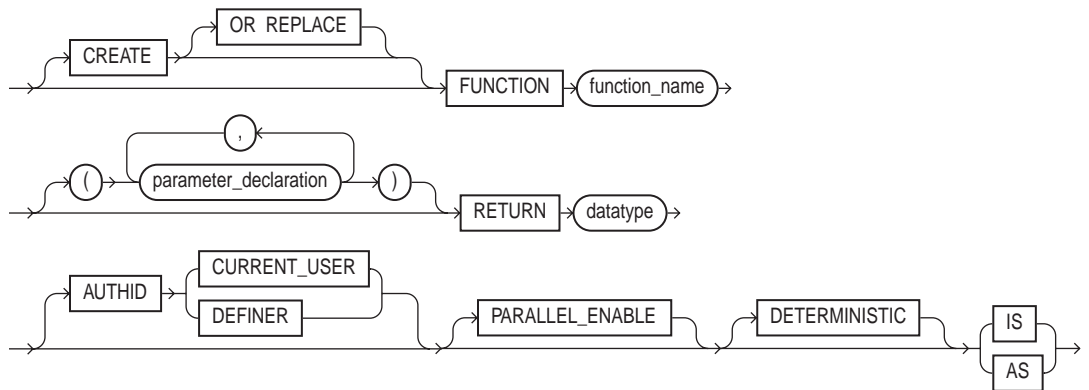 OR REPLACE
CREATE
FUNCTION function_name
,
( parameter_declaration )
RETURN datatype
CURRENT_USER
AUTHID
DEFINER
PARALLEL_ENABLE
DETERMINISTIC
IS
AS